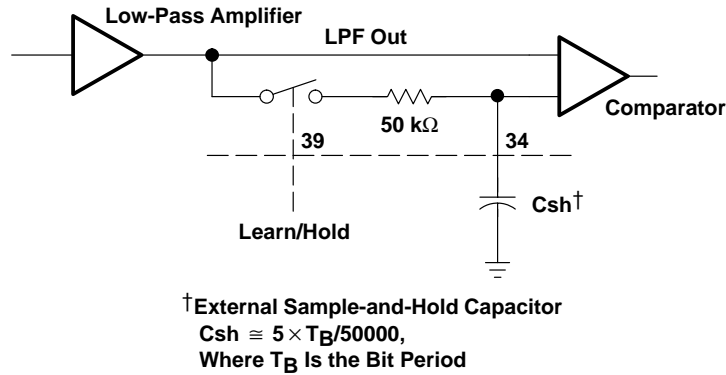 Low-Pass Amplifier
LPF Out
Comparator
50 kΩ
39
34
Csh†
Learn/Hold
†External Sample-and-Hold Capacitor
Csh ≅ 5 × TB/50000,
Where TB Is the Bit Period